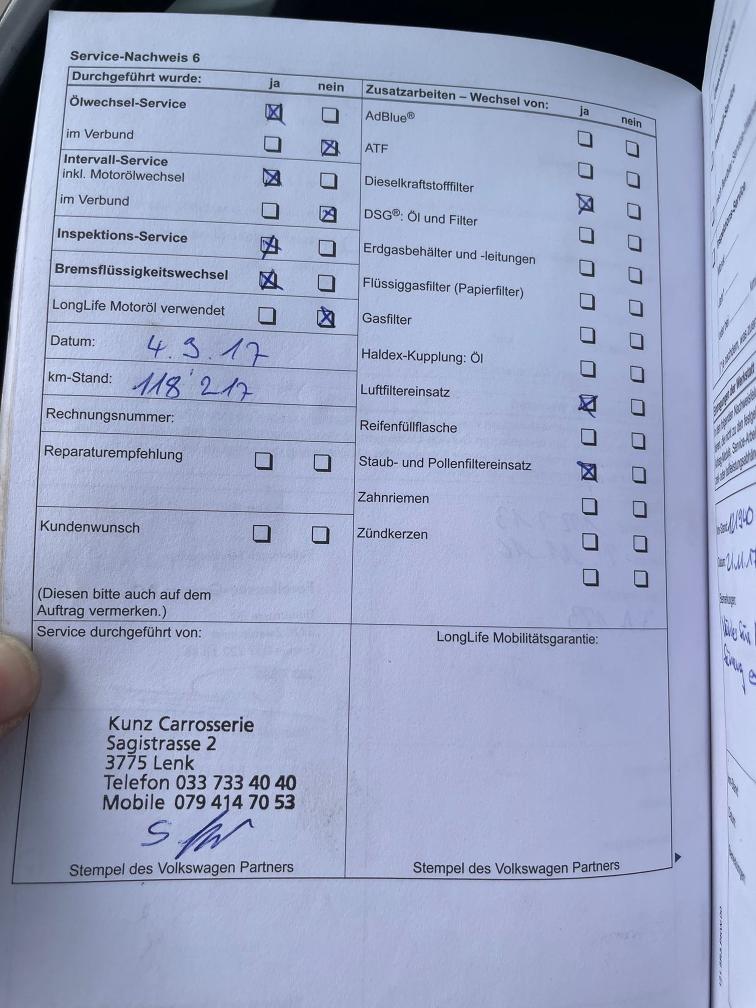 Service-Nachweis 6
Durchgeführt wurde: ja nein
Ölwechsel-Service
im Verbund
Intervall-Service
inkl. Motorölwechsel
im Verbund
Inspektions-Service
Bremsflüssigkeitswechsel
LongLife Motoröl verwendet
Datum: 4.3.17
km-Stand: 118'217
Rechnungsnummer:
Reparaturempfehlung
Kundenwunsch
(Diesen bitte auch auf dem
Auftrag vermerken.)
Zusatzarbeiten – Wechsel von: ja nein
AdBlue®
ATF
Dieselkraftstofffilter
DSG®: Öl und Filter
Erdgasbehälter und -leitungen
Flüssiggasfilter (Papierfilter)
Gasfilter
Haldex-Kupplung: Öl
Luftfiltereinsatz
Reifenfüllflasche
Staub- und Pollenfiltereinsatz
Zahnriemen
Zündkerzen
Service durchgeführt von:
Kunz Carrosserie
Sagistrasse 2
3775 Lenk
Telefon 033 733 40 40
Mobile 079 414 70 53
Stempel des Volkswagen Partners
LongLife Mobilitätsgarantie:
Stempel des Volkswagen Partners